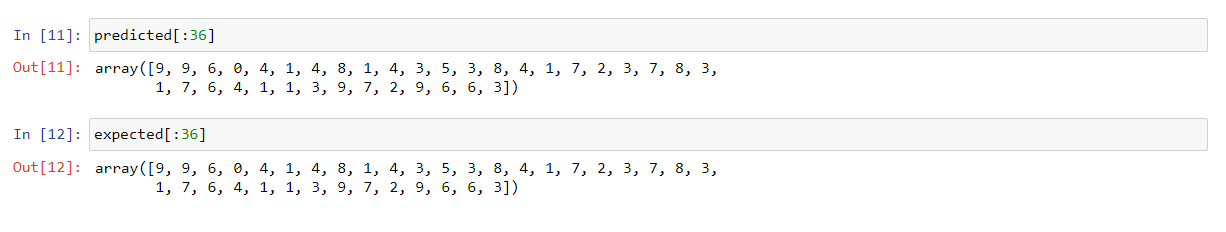 In [11]: predicted[:36]
Out[11]: array([9, 9, 6, 0, 4, 1, 4, 8, 1, 4, 3, 5, 3, 8, 4, 1, 7, 2, 3, 7, 8, 3,
1, 7, 6, 4, 1, 1, 3, 9, 7, 2, 9, 6, 6, 3])
In [12]: expected[:36]
Out[12]: array([9, 9, 6, 0, 4, 1, 4, 8, 1, 4, 3, 5, 3, 8, 4, 1, 7, 2, 3, 7, 8, 3,
1, 7, 6, 4, 1, 1, 3, 9, 7, 2, 9, 6, 6, 3])